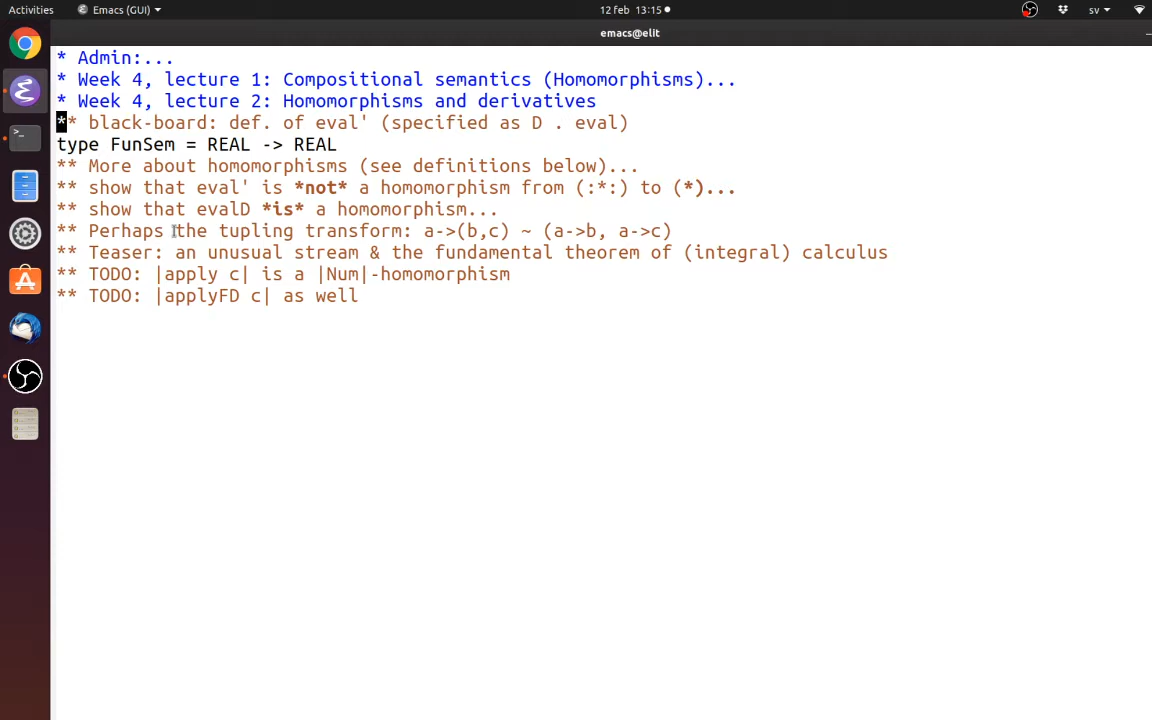 Activities Emacs (GUI) 12 feb 13:15 sv
emacs@elit
* Admin:...
* Week 4, lecture 1: Compositional semantics (Homomorphisms)...
* Week 4, lecture 2: Homomorphisms and derivatives
** black-board: def. of eval' (specified as D . eval)
type FunSem = REAL -> REAL
** More about homomorphisms (see definitions below)...
** show that eval' is *not* a homomorphism from (:*:) to (*)...
** show that evalD *is* a homomorphism...
** Perhaps the tupling transform: a->(b,c) ~ (a->b, a->c)
** Teaser: an unusual stream & the fundamental theorem of (integral) calculus
** TODO: |apply c| is a |Num|-homomorphism
** TODO: |applyFD c| as well